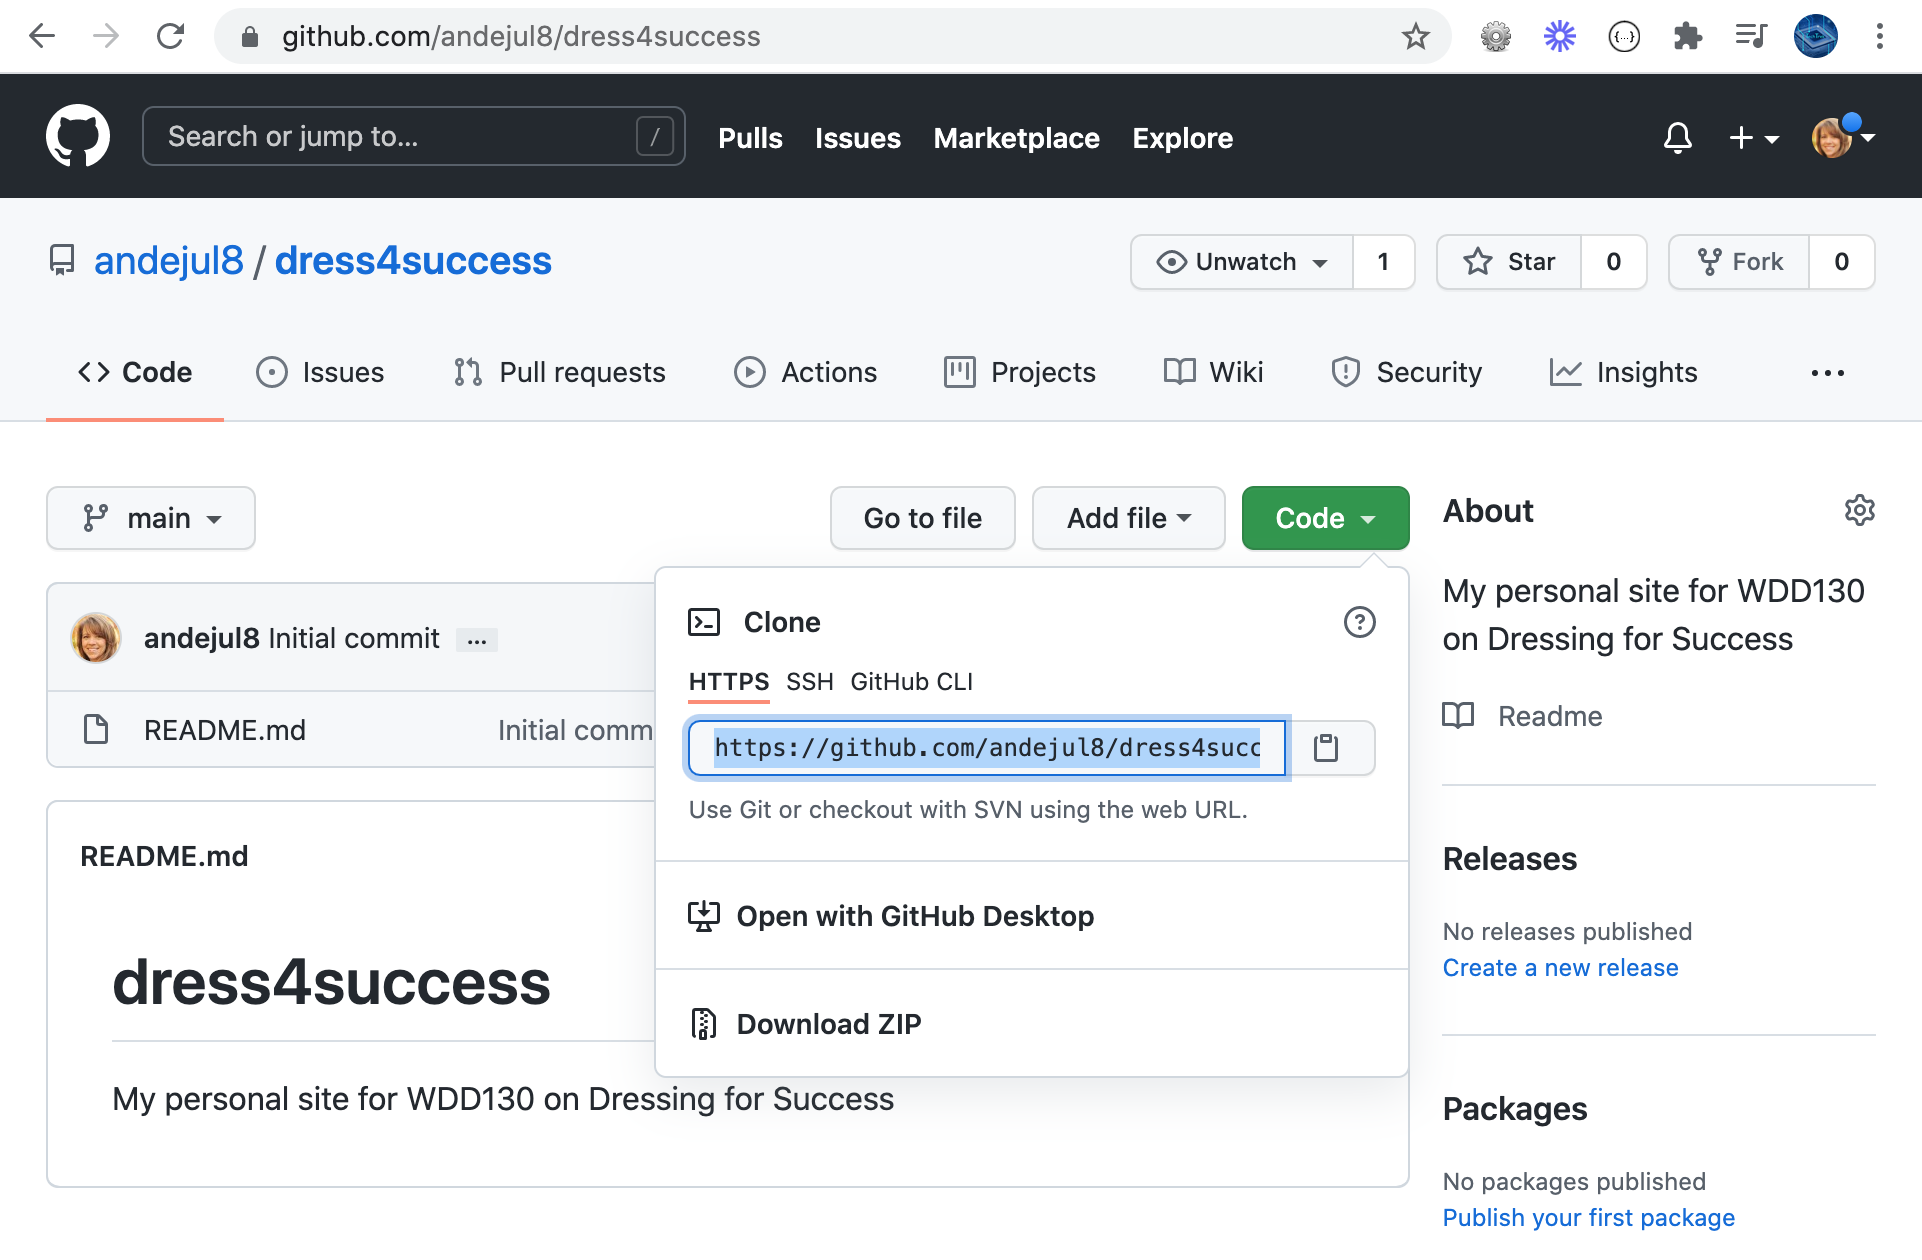 github.com/andejul8/dress4success
Search or jump to...
/
Pulls
Issues
Marketplace
Explore
andejul8 / dress4success
Unwatch
1
Star
0
Fork
0
Code
Issues
Pull requests
Actions
Projects
Wiki
Security
Insights
main
Go to file
Add file
Code
andejul8 Initial commit
README.md
Initial comm
README.md
dress4success
My personal site for WDD130 on Dressing for Success
Clone
HTTPS
SSH
GitHub CLI
https://github.com/andejul8/dress4succ
Use Git or checkout with SVN using the web URL.
Open with GitHub Desktop
Download ZIP
About
My personal site for WDD130
on Dressing for Success
Readme
Releases
No releases published
Create a new release
Packages
No packages published
Publish your first package